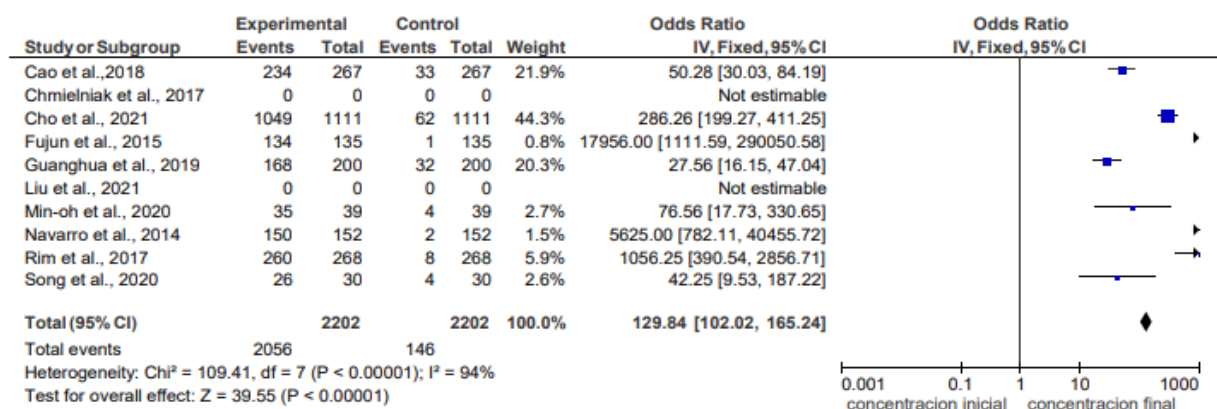 Experimental Control Odds Ratio Odds Ratio
Study or Subgroup Events Total Events Total Weight IV, Fixed, 95% CI IV, Fixed, 95% CI
Cao et al.,2018 234 267 33 267 21.9% 50.28 [30.03, 84.19]
Chmielniak et al., 2017 0 0 0 0 Not estimable
Cho et al., 2021 1049 1111 62 1111 44.3% 286.26 [199.27, 411.25]
Fujun et al., 2015 134 135 1 135 0.8% 17956.00 [1111.59, 290050.58]
Guanghua et al., 2019 168 200 32 200 20.3% 27.56 [16.15, 47.04]
Liu et al., 2021 0 0 0 0 Not estimable
Min-oh et al., 2020 35 39 4 39 2.7% 76.56 [17.73, 330.65]
Navarro et al., 2014 150 152 2 152 1.5% 5625.00 [782.11, 40455.72]
Rim et al., 2017 260 268 8 268 5.9% 1056.25 [390.54, 2856.71]
Song et al., 2020 26 30 4 30 2.6% 42.25 [9.53, 187.22]
Total (95% CI) 2202 2202 100.0% 129.84 [102.02, 165.24]
Total events 2056 146
Heterogeneity: Chi² = 109.41, df = 7 (P < 0.00001); I² = 94%
Test for overall effect: Z = 39.55 (P < 0.00001)
0.001 0.1 1 10 1000
concentracion inicial concentracion final